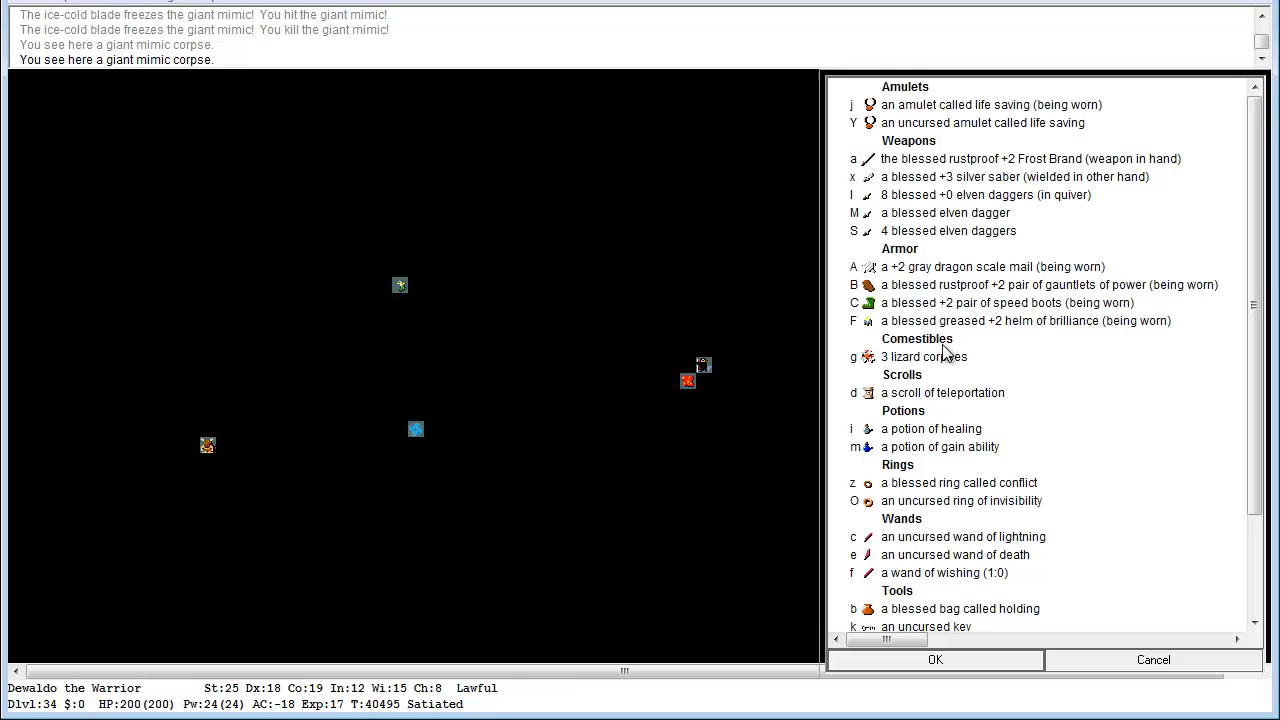 The ice-cold blade freezes the giant mimic!  You hit the giant mimic!
The ice-cold blade freezes the giant mimic!  You kill the giant mimic!
You see here a giant mimic corpse.
You see here a giant mimic corpse.
Amulets
j an amulet called life saving (being worn)
Y an uncursed amulet called life saving
Weapons
a the blessed rustproof +2 Frost Brand (weapon in hand)
x a blessed +3 silver saber (wielded in other hand)
I 8 blessed +0 elven daggers (in quiver)
M a blessed elven dagger
S 4 blessed elven daggers
Armor
A a +2 gray dragon scale mail (being worn)
B a blessed rustproof +2 pair of gauntlets of power (being worn)
C a blessed +2 pair of speed boots (being worn)
F a blessed greased +2 helm of brilliance (being worn)
Comestibles
g 3 lizard corpses
Scrolls
d a scroll of teleportation
Potions
i a potion of healing
m a potion of gain ability
Rings
z a blessed ring called conflict
O an uncursed ring of invisibility
Wands
c an uncursed wand of lightning
e an uncursed wand of death
f a wand of wishing (1:0)
Tools
b a blessed bag called holding
k an uncursed key
OK Cancel
Dewaldo the Warrior St:25 Dx:18 Co:19 In:12 Wi:15 Ch:8 Lawful
Dlvl:34 $:0 HP:200(200) Pw:24(24) AC:-18 Exp:17 T:40495 Satiated